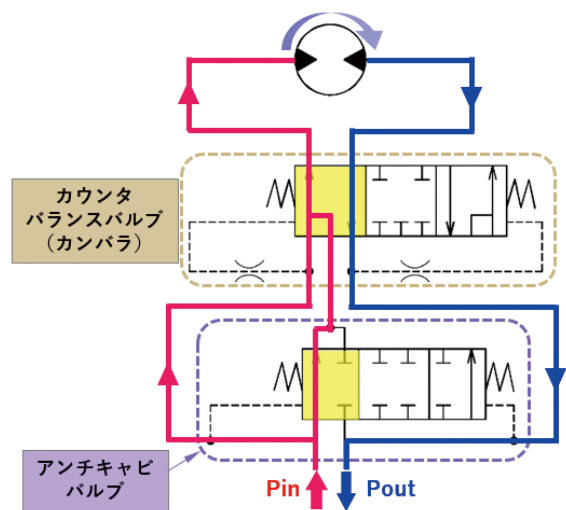 カウンタ
バランスバルブ
（カンバラ）
アンチキャビ
バルブ
Pin
Pout